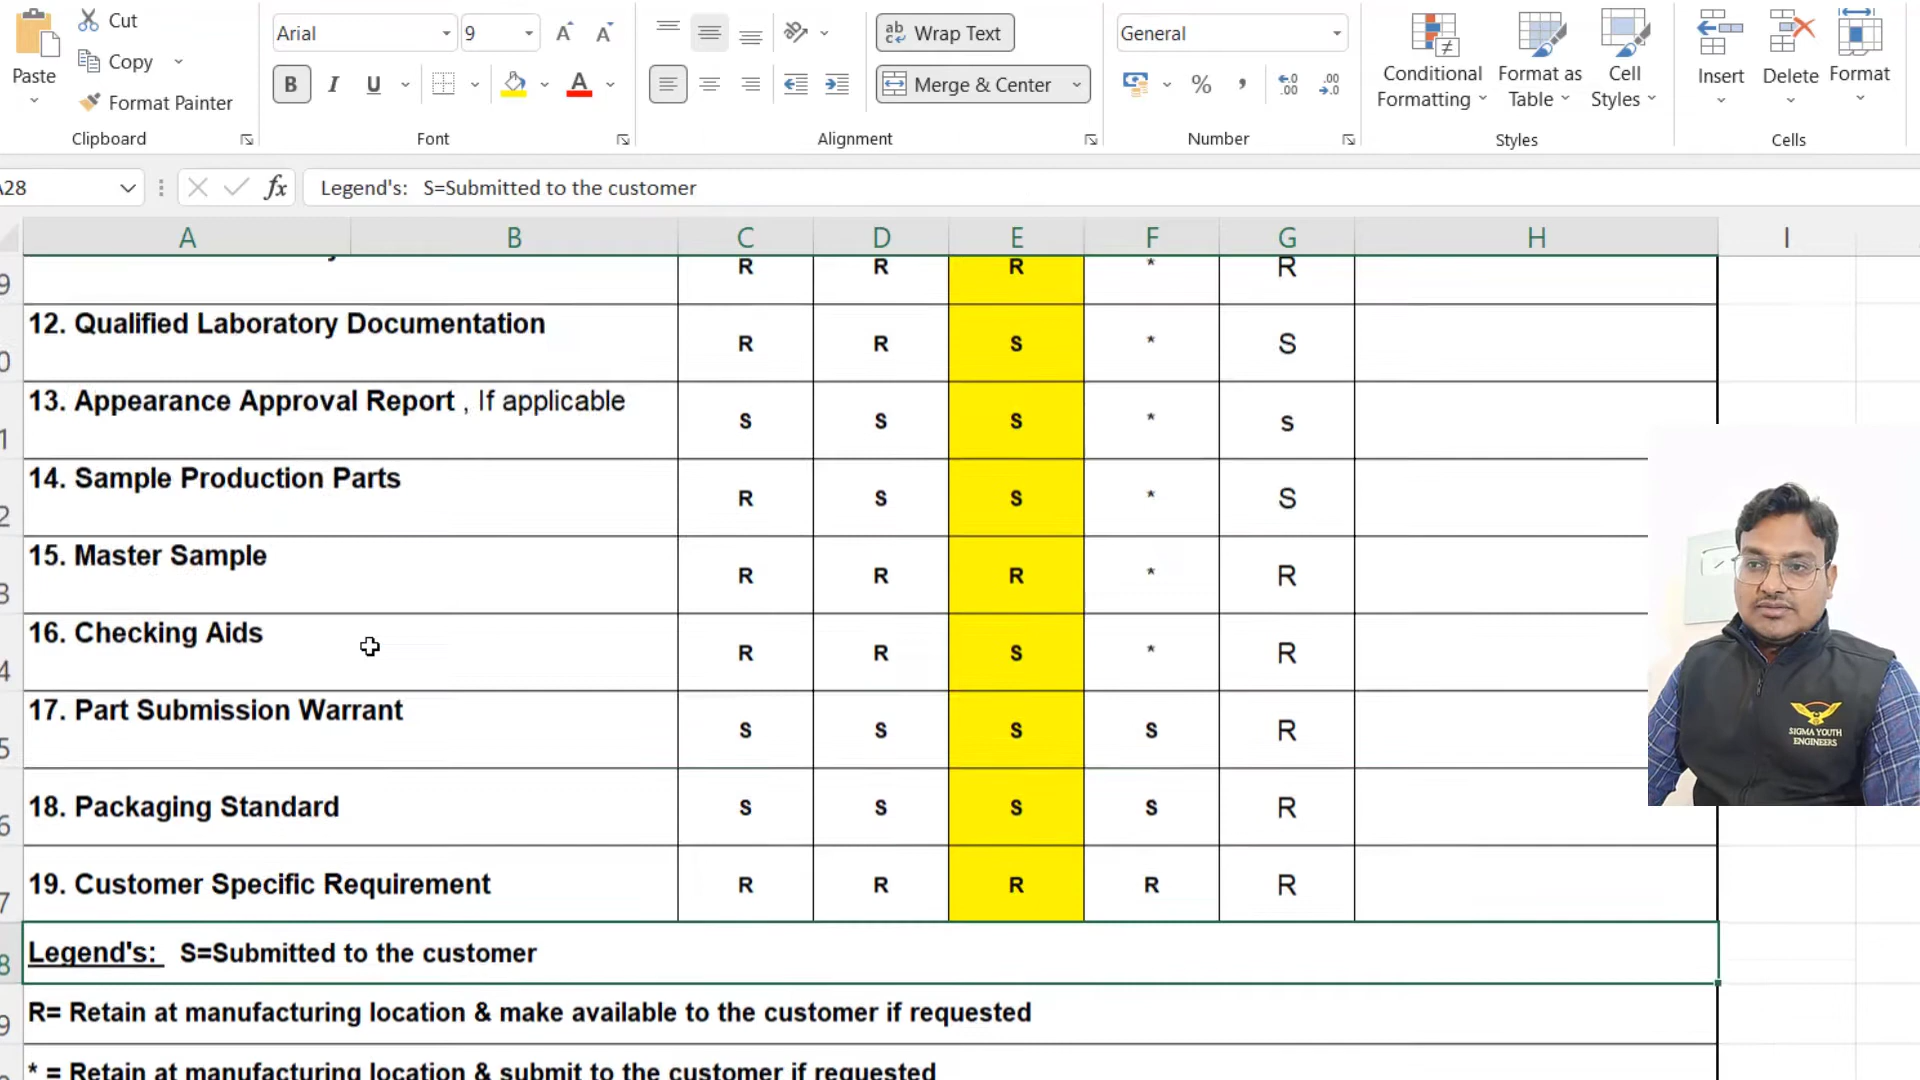 Cut
Copy
Format Painter
Paste
Clipboard
Arial
9
A A
B I U A
Font
ab Wrap Text
Merge & Center
Alignment
General
% , .00 .00
Number
Conditional Formatting
Format as Table
Cell Styles
Styles
Insert
Delete
Format
Cells
A28
fx
Legend's: S=Submitted to the customer
A B C D E F G H I
R R R * R
12. Qualified Laboratory Documentation R R S * S
13. Appearance Approval Report , If applicable S S S * s
14. Sample Production Parts R S S * S
15. Master Sample R R R * R
16. Checking Aids R R S * R
17. Part Submission Warrant S S S S R
18. Packaging Standard S S S S R
19. Customer Specific Requirement R R R R R
Legend's: S=Submitted to the customer
R= Retain at manufacturing location & make available to the customer if requested
* = Retain at manufacturing location & submit to the customer if requested
SIGMA YOUTH
ENGINEERS